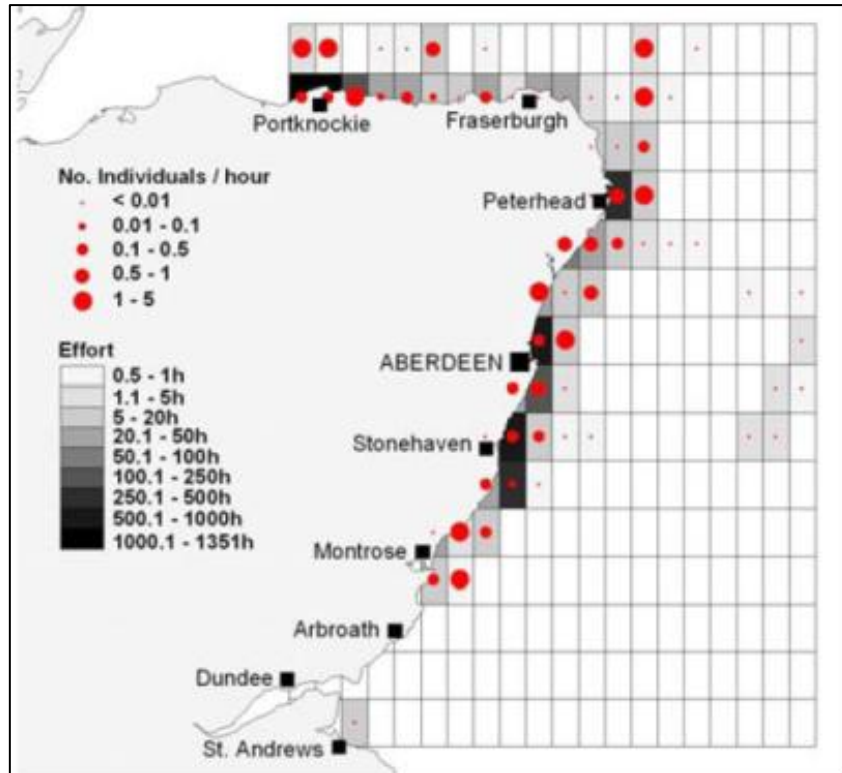 Portknockie
Fraserburgh
No. Individuals / hour
< 0.01
0.01 - 0.1
0.1 - 0.5
0.5 - 1
1 - 5
Peterhead
Effort
0.5 - 1h
1.1 - 5h
5 - 20h
20.1 - 50h
50.1 - 100h
100.1 - 250h
250.1 - 500h
500.1 - 1000h
1000.1 - 1351h
ABERDEEN
Stonehaven
Montrose
Arbroath
Dundee
St. Andrews